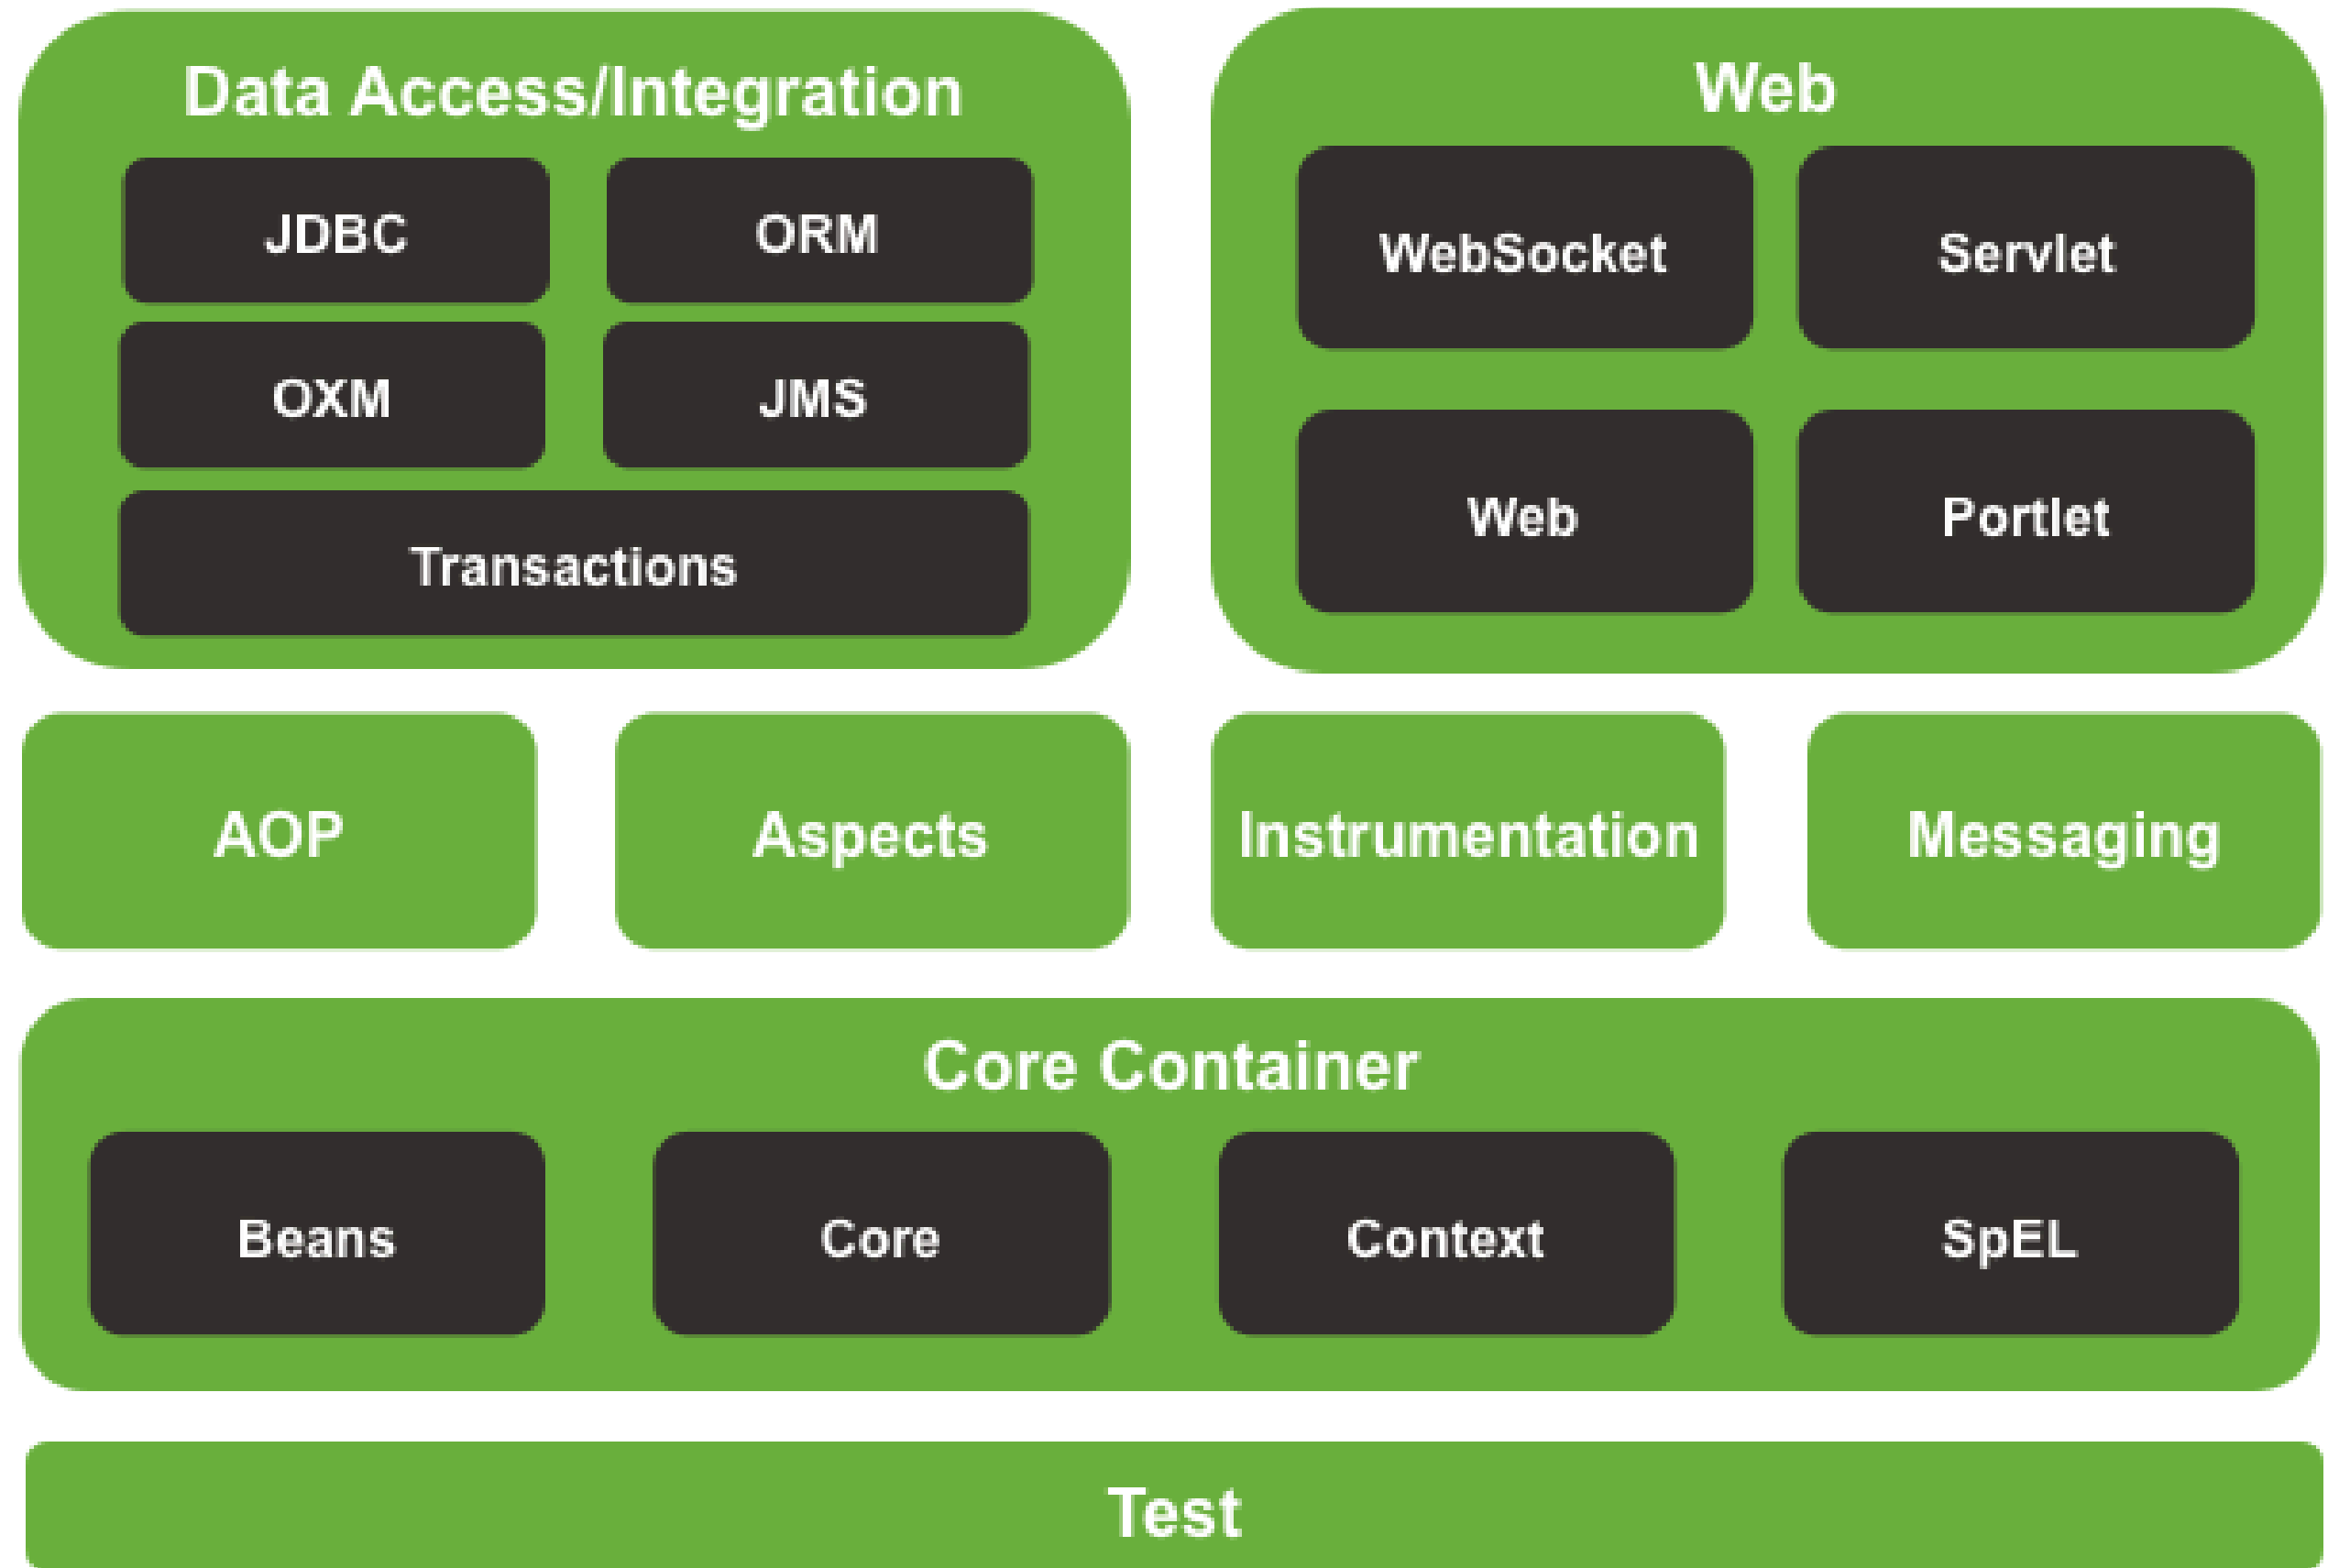 Data Access/Integration
JDBC
ORM
OXM
JMS
Transactions
Web
WebSocket
Servlet
Web
Portlet
AOP
Aspects
Instrumentation
Messaging
Core Container
Beans
Core
Context
SpEL
Test